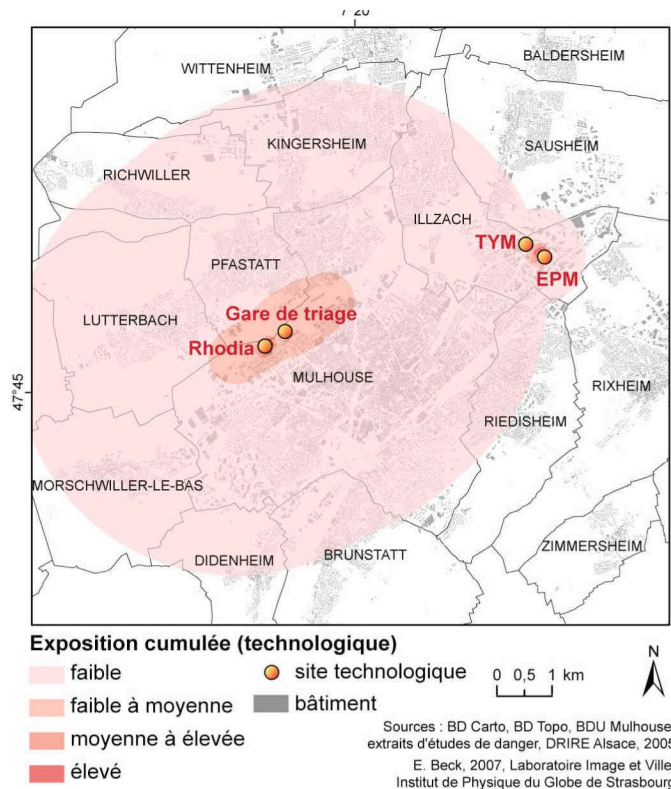 7°20
WITTENHEIM
BALDERSHEIM
KINGERSHEIM
SAUSHEIM
RICHWILLER
ILLZACH
TYM
PFASTATT
EPM
Gare de triage
LUTTERBACH
Rhodia
MULHOUSE
RIXHEIM
47°45
RIEDISHEIM
MORSCHWILLER-LE-BAS
ZIMMERSHEIM
BRUNSTATT
DIDENHEIM
Exposition cumulée (technologique)
faible
site technologique
0 0,5 1 km
N
faible à moyenne
bâtiment
moyenne à élevée
élevé
Sources : BD Carto, BD Topo, BDU Mulhouse,
extraits d'études de danger, DRIRE Alsace, 2005
E. Beck, 2007, Laboratoire Image et Ville
Institut de Physique du Globe de Strasbourg